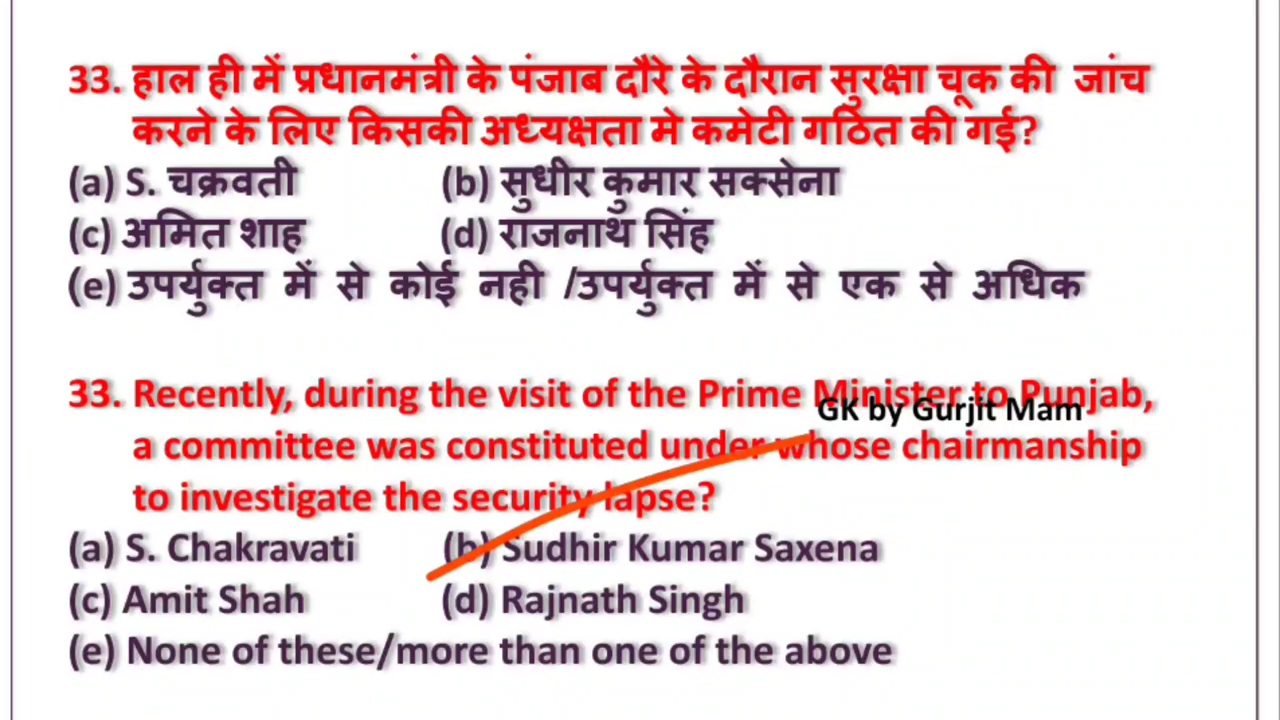 33. हाल ही में प्रधानमंत्री के पंजाब दौरे के दौरान सुरक्षा चूक की जांच
करने के लिए किसकी अध्यक्षता मे कमेटी गठित की गई?
(a) S. चक्रवती (b) सुधीर कुमार सक्सेना
(c) अमित शाह (d) राजनाथ सिंह
(e) उपर्युक्त में से कोई नही /उपर्युक्त में से एक से अधिक
33. Recently, during the visit of the Prime Minister to Punjab,
GK by Gurjit Mam
a committee was constituted under whose chairmanship
to investigate the security lapse?
(a) S. Chakravati (b) Sudhir Kumar Saxena
(c) Amit Shah (d) Rajnath Singh
(e) None of these/more than one of the above